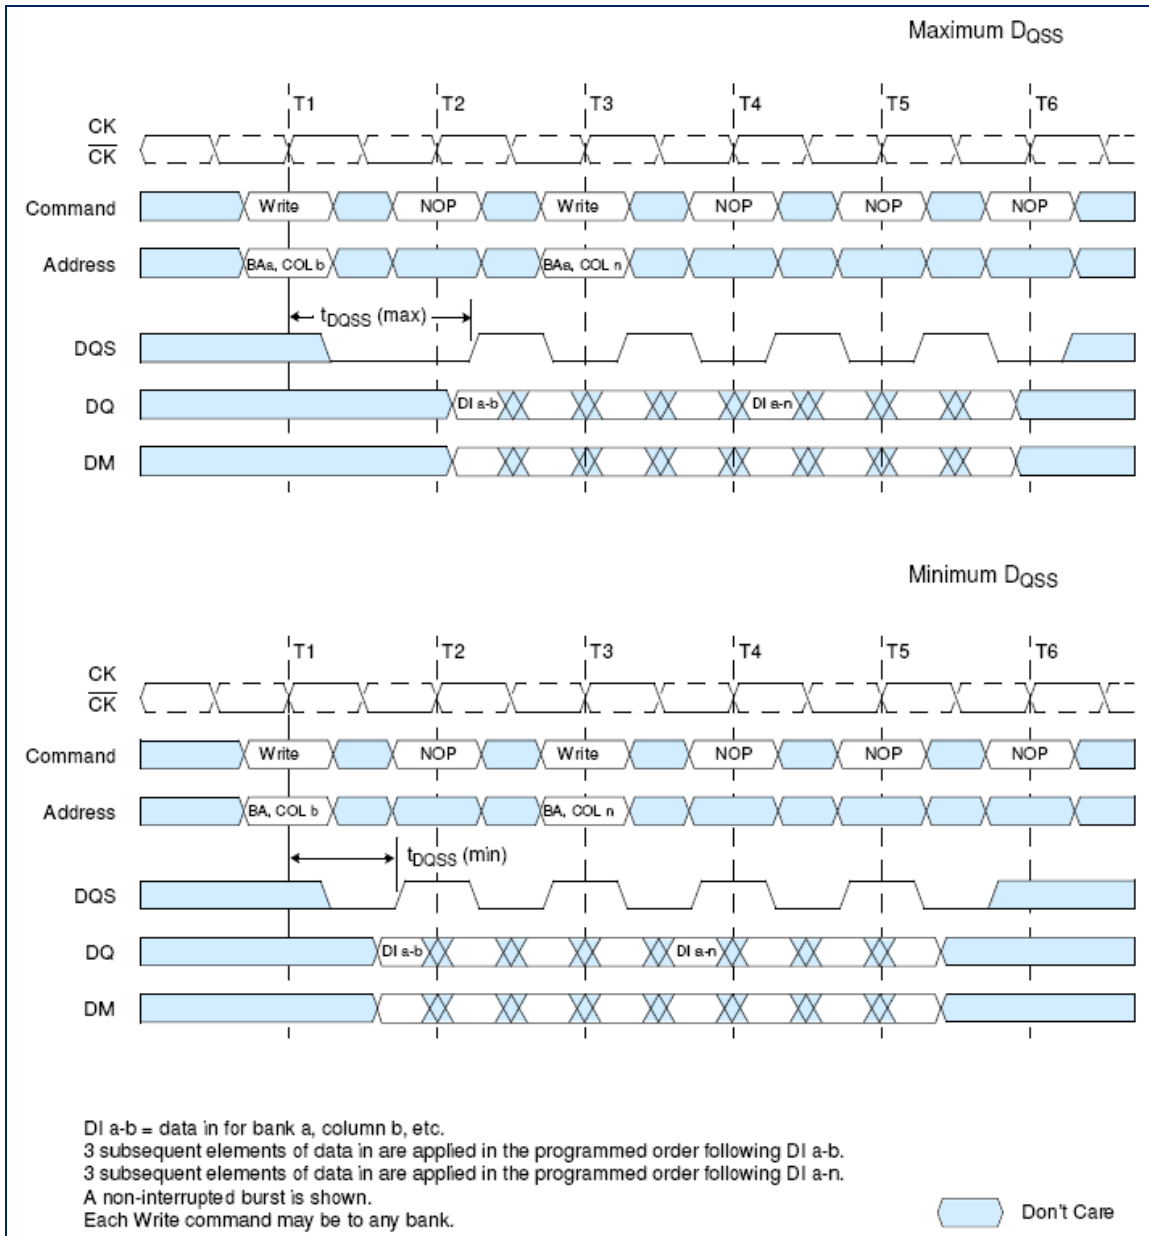 Maximum DQSS
T1 T2 T3 T4 T5 T6
CK
CK
Command Write NOP Write NOP NOP NOP
Address BAa, COL b BAa, COL n
tDQSS (max)
DQS
DQ DI a-b DI a-n
DM
Minimum DQSS
T1 T2 T3 T4 T5 T6
CK
CK
Command Write NOP Write NOP NOP NOP
Address BA, COL b BA, COL n
tDQSS (min)
DQS
DQ DI a-b DI a-n
DM
DI a-b = data in for bank a, column b, etc.
3 subsequent elements of data in are applied in the programmed order following DI a-b.
3 subsequent elements of data in are applied in the programmed order following DI a-n.
A non-interrupted burst is shown.
Each Write command may be to any bank.
Don't Care